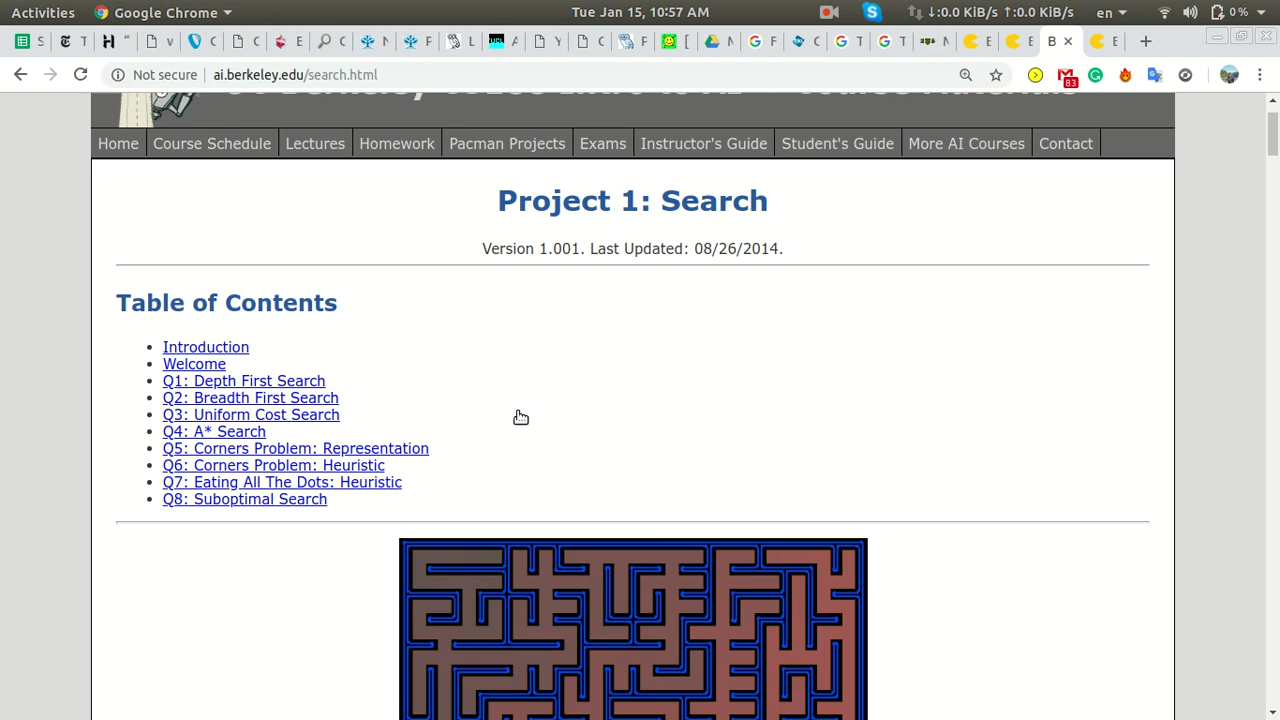 Activities Google Chrome Tue Jan 15, 10:57 AM ↓:0.0 KiB/s ↑:0.0 KiB/s en 0 %
S T H v C C E C N F L A Y C F [ N F C T T N E E B E
Not secure ai.berkeley.edu/search.html 83
Home Course Schedule Lectures Homework Pacman Projects Exams Instructor's Guide Student's Guide More AI Courses Contact
Project 1: Search
Version 1.001. Last Updated: 08/26/2014.
Table of Contents
Introduction
Welcome
Q1: Depth First Search
Q2: Breadth First Search
Q3: Uniform Cost Search
Q4: A* Search
Q5: Corners Problem: Representation
Q6: Corners Problem: Heuristic
Q7: Eating All The Dots: Heuristic
Q8: Suboptimal Search